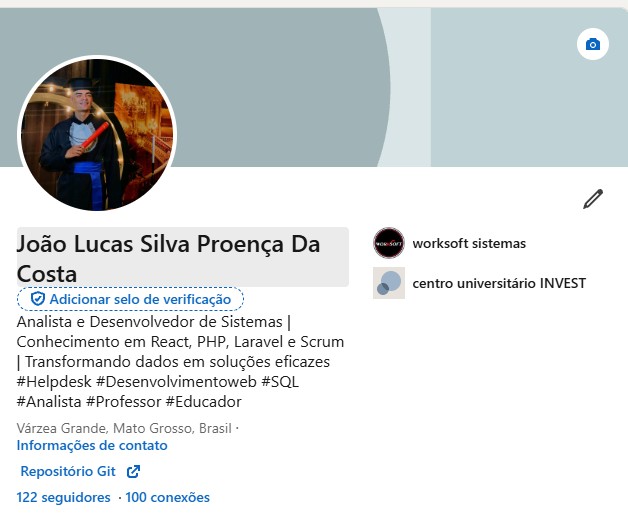 João Lucas Silva Proença Da
Costa
Adicionar selo de verificação
Analista e Desenvolvedor de Sistemas |
Conhecimento em React, PHP, Laravel e Scrum
| Transformando dados em soluções eficazes
#Helpdesk #Desenvolvimentoweb #SQL
#Analista #Professor #Educador
Várzea Grande, Mato Grosso, Brasil ·
Informações de contato
Repositório Git
122 seguidores · 100 conexões
WORKSOFT
worksoft sistemas
centro universitário INVEST